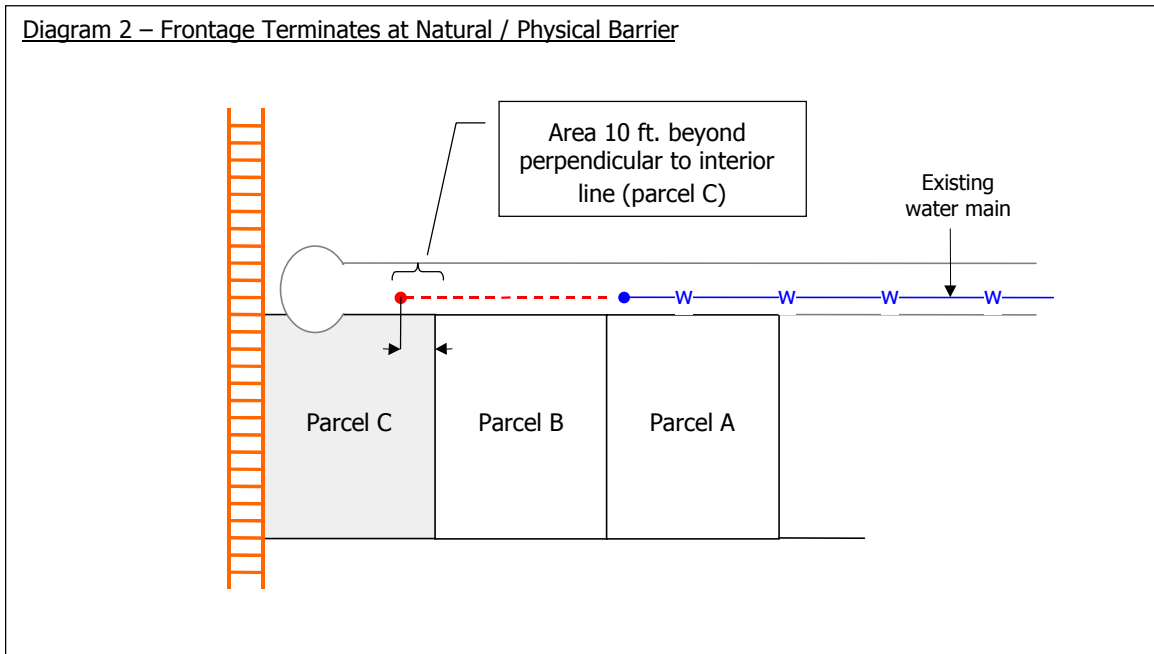 Diagram 2 – Frontage Terminates at Natural / Physical Barrier
Area 10 ft. beyond
perpendicular to interior
line (parcel C)
Existing
water main
W W W W
Parcel C Parcel B Parcel A